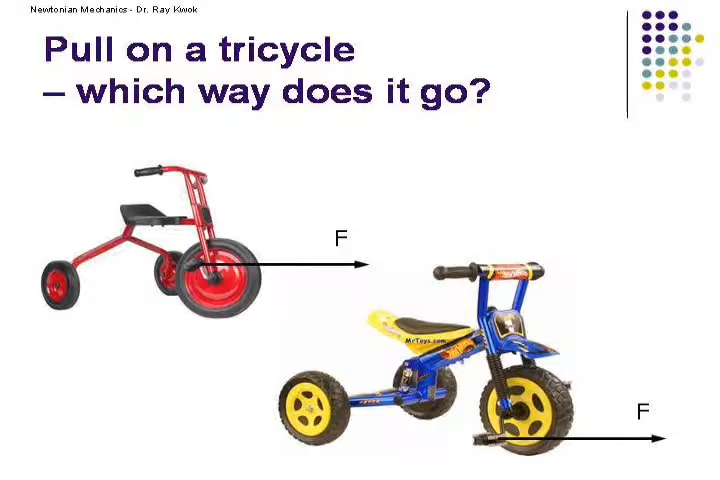 Newtonian Mechanics - Dr. Ray Kwok
Pull on a tricycle
– which way does it go?
F
MrToys.com
F